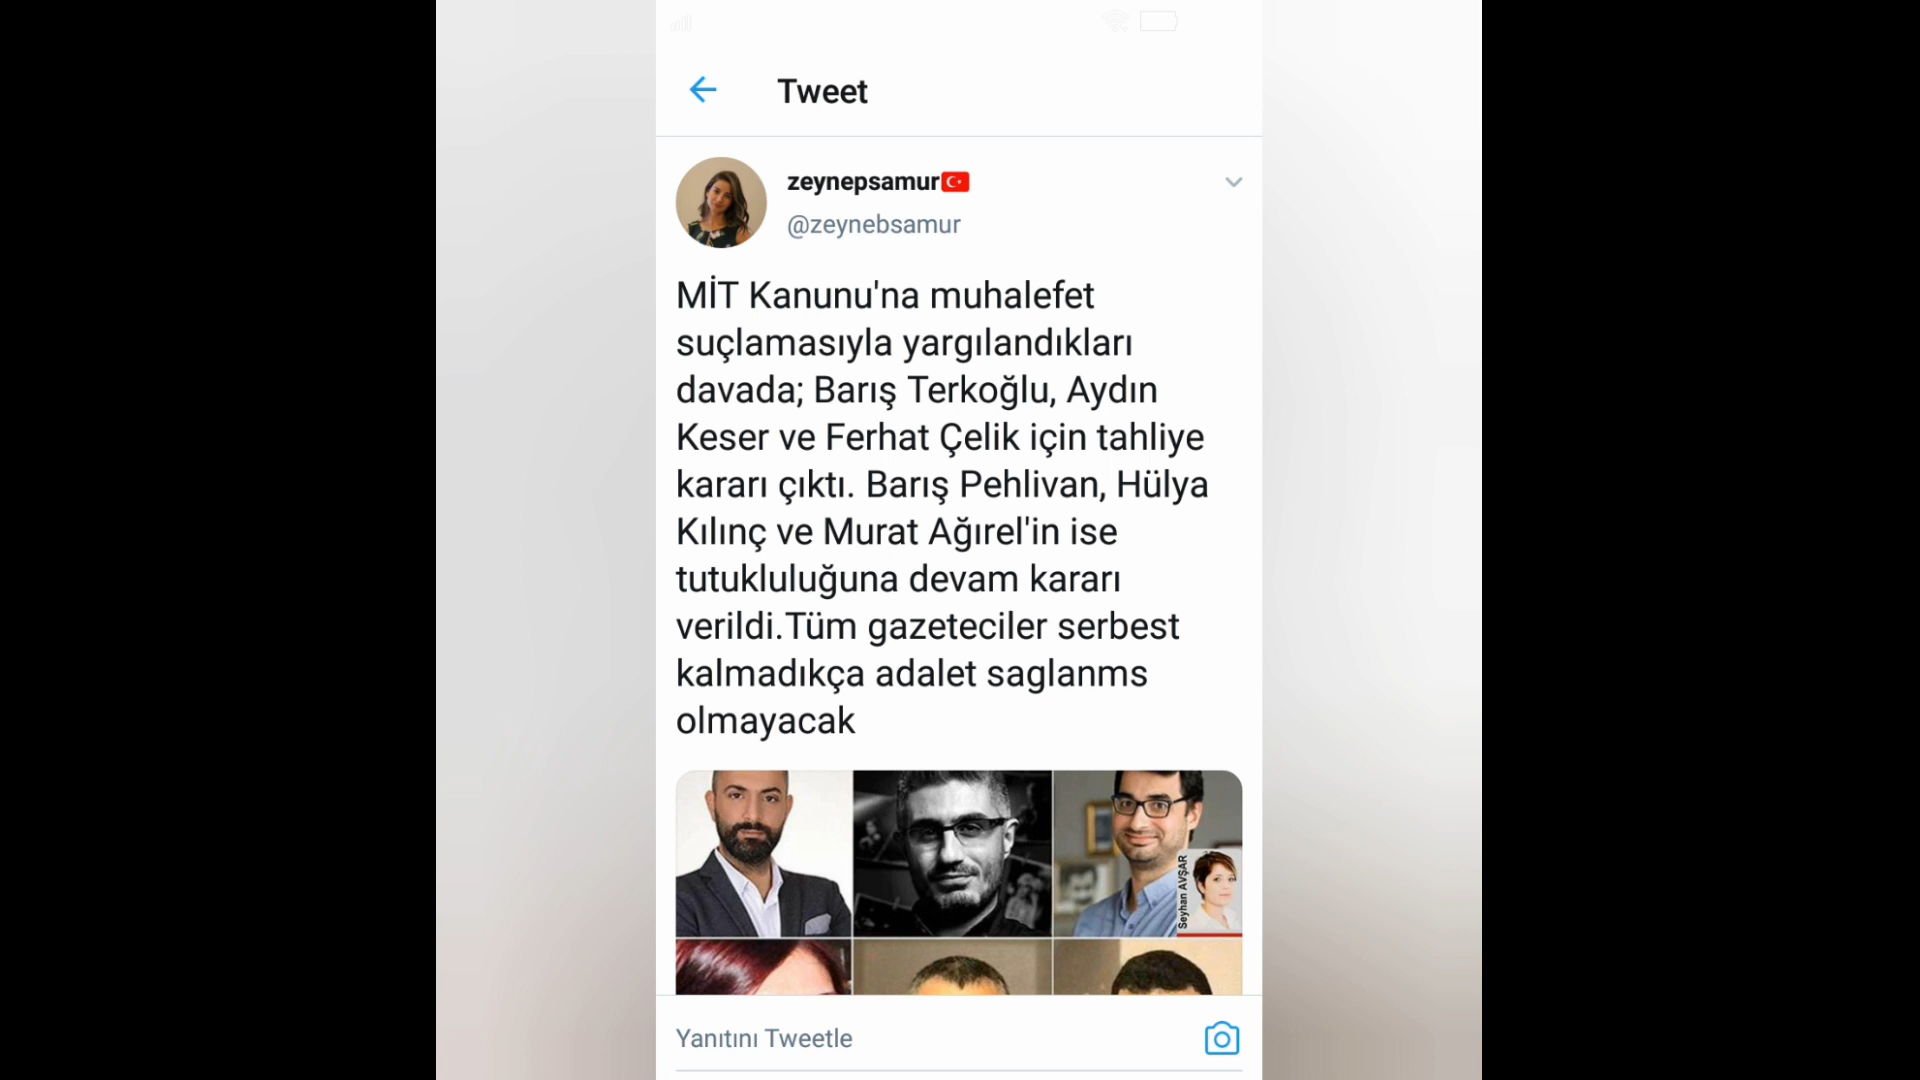 Tweet
zeynepsamur
@zeynebsamur
MİT Kanunu'na muhalefet
suçlamasıyla yargılandıkları
davada; Barış Terkoğlu, Aydın
Keser ve Ferhat Çelik için tahliye
kararı çıktı. Barış Pehlivan, Hülya
Kılınç ve Murat Ağırel'in ise
tutukluluğuna devam kararı
verildi.Tüm gazeteciler serbest
kalmadıkça adalet saglanms
olmayacak
Seyhan AVŞAR
Yanıtını Tweetle